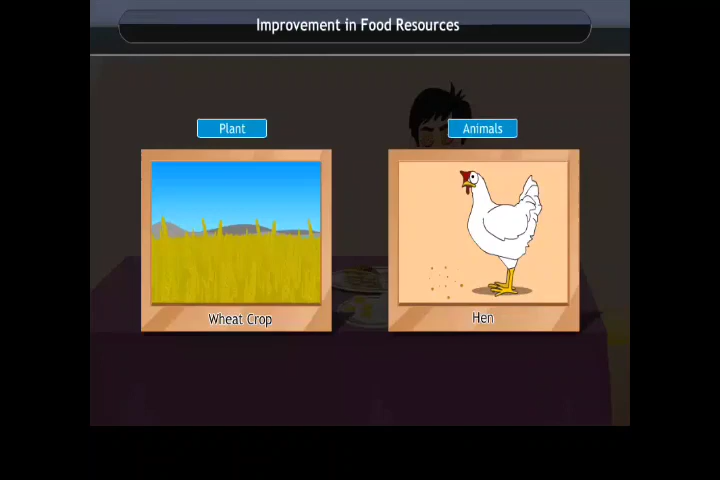 Improvement in Food Resources
Plant
Animals
Wheat Crop
Hen